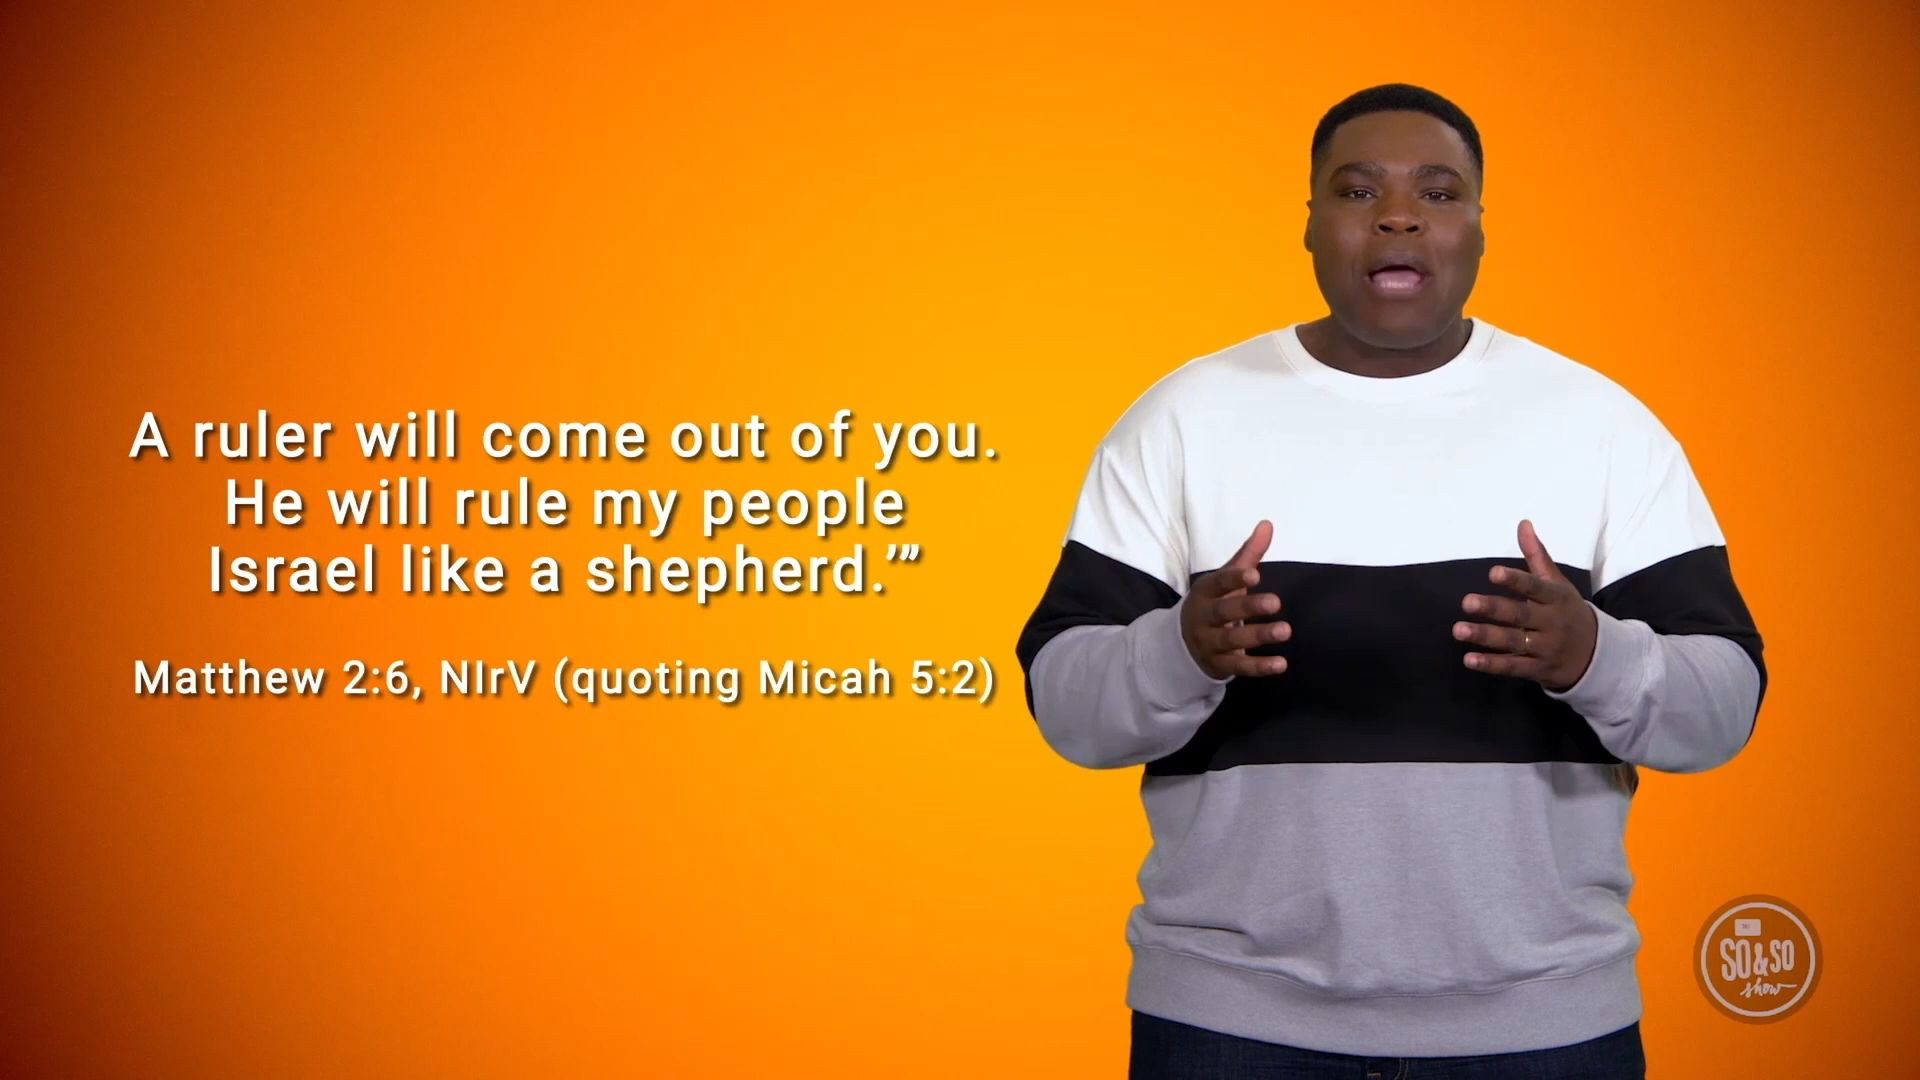 A ruler will come out of you.
He will rule my people
Israel like a shepherd.’”
Matthew 2:6, NIrV (quoting Micah 5:2)
SO & SO
show